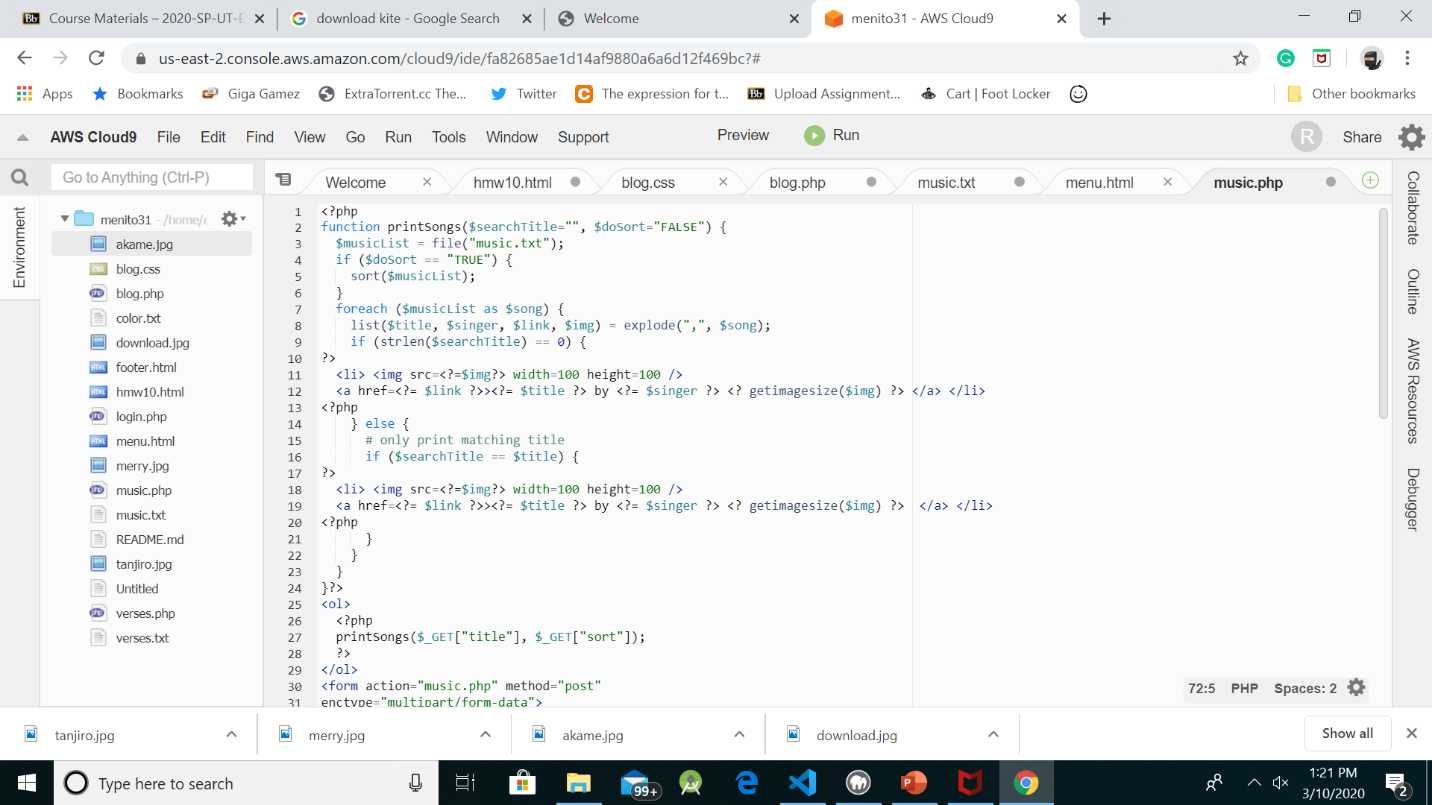 Course Materials – 2020-SP-UT-E
download kite - Google Search
Welcome
menito31 - AWS Cloud9
us-east-2.console.aws.amazon.com/cloud9/ide/fa82685ae1d14af9880a6a6d12f469bc?#
Apps Bookmarks Giga Gamez ExtraTorrent.cc The... Twitter The expression for t... Bb Upload Assignment... Cart | Foot Locker Other bookmarks
AWS Cloud9 File Edit Find View Go Run Tools Window Support Preview Run R Share
Go to Anything (Ctrl-P)
Welcome hmw10.html blog.css blog.php music.txt menu.html music.php
Environment
menito31 - /home/e
akame.jpg
blog.css
blog.php
color.txt
download.jpg
footer.html
hmw10.html
login.php
menu.html
merry.jpg
music.php
music.txt
README.md
tanjiro.jpg
Untitled
verses.php
verses.txt
1 <?php
2 function printSongs($searchTitle="", $doSort="FALSE") {
3 $musicList = file("music.txt");
4 if ($doSort == "TRUE") {
5 sort($musicList);
6 }
7 foreach ($musicList as $song) {
8 list($title, $singer, $link, $img) = explode(",", $song);
9 if (strlen($searchTitle) == 0) {
10 ?>
11 <li> <img src=<?=$img?> width=100 height=100 />
12 <a href=<?= $link ?>><?= $title ?> by <?= $singer ?> <? getimagesize($img) ?> </a> </li>
13 <?php
14 } else {
15 # only print matching title
16 if ($searchTitle == $title) {
17 ?>
18 <li> <img src=<?=$img?> width=100 height=100 />
19 <a href=<?= $link ?>><?= $title ?> by <?= $singer ?> <? getimagesize($img) ?> </a> </li>
20 <?php
21 }
22 }
23 }
24 }?>
25 <ol>
26 <?php
27 printSongs($_GET["title"], $_GET["sort"]);
28 ?>
29 </ol>
30 <form action="music.php" method="post"
31 enctype="multipart/form-data">
72:5 PHP Spaces: 2
Collaborate
Outline
AWS Resources
Debugger
tanjiro.jpg merry.jpg akame.jpg download.jpg Show all
Type here to search
99+
1:21 PM
3/10/2020
2